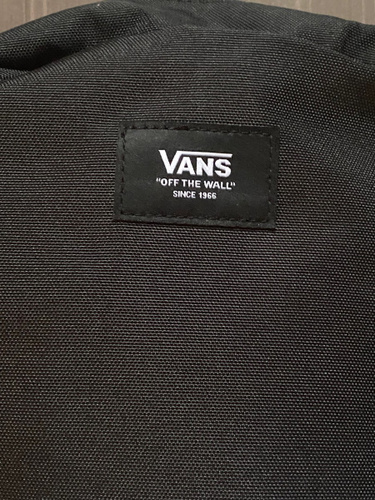 VANS
"OFF THE WALL"
SINCE 1966